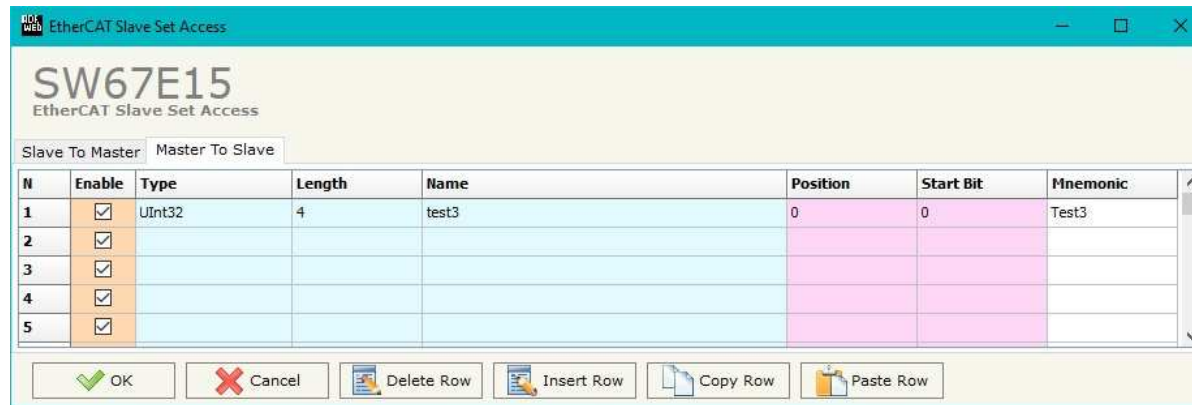 ADF
WEB EtherCAT Slave Set Access
SW67E15
EtherCAT Slave Set Access
Slave To Master Master To Slave
N Enable Type Length Name Position Start Bit Mnemonic
1 UInt32 4 test3 0 0 Test3
2
3
4
5
OK Cancel Delete Row Insert Row Copy Row Paste Row